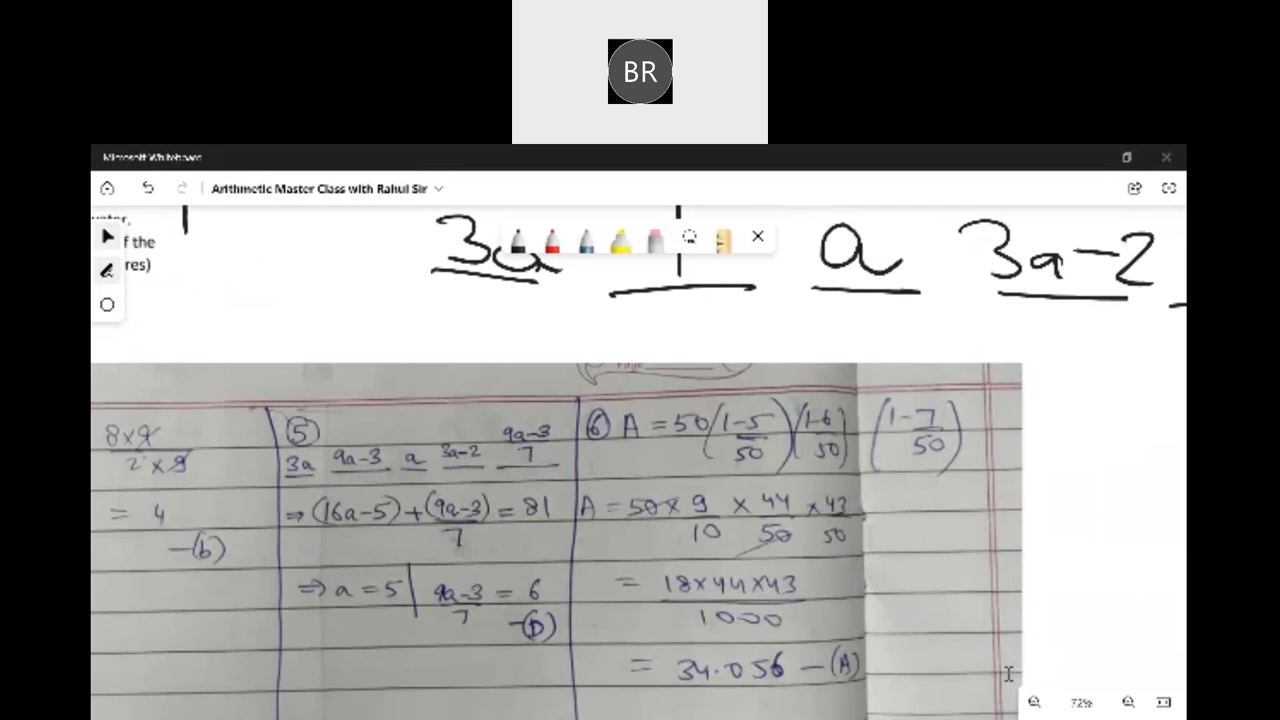 BR
Microsoft Whiteboard
Arithmetic Master Class with Rahul Sir
f the
res)
3a
a 3a-2
8×9
2×9
= 4
-(b)
(5)
3a 9a-3 a 3a-2 9a-3/7
⇒ (16a-5) + (9a-3)/7 = 81
⇒ a = 5 | 9a-3/7 = 6
-(D)
(6) A = 50(1-5/50)(1-6/50)(1-7/50)
A = 50 × 9/10 × 44/50 × 43/50
= 18×44×43/1000
= 34.056 - (A)
72%